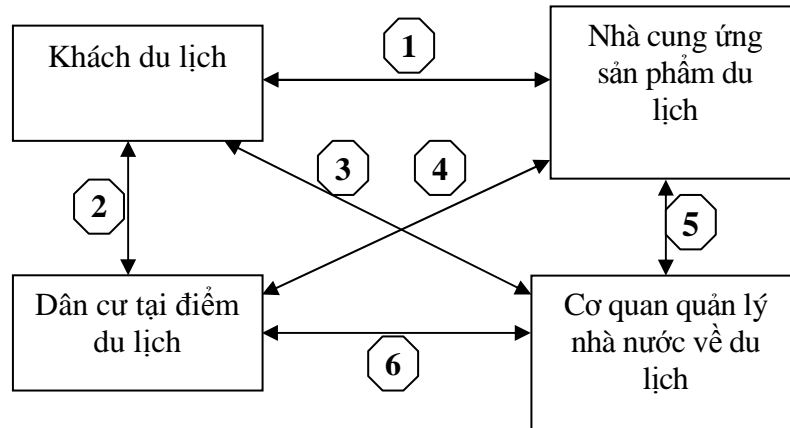 Khách du lịch
1
Nhà cung ứng
sản phẩm du
lịch
3
4
2
5
Dân cư tại điểm
du lịch
Cơ quan quản lý
nhà nước về du
lịch
6